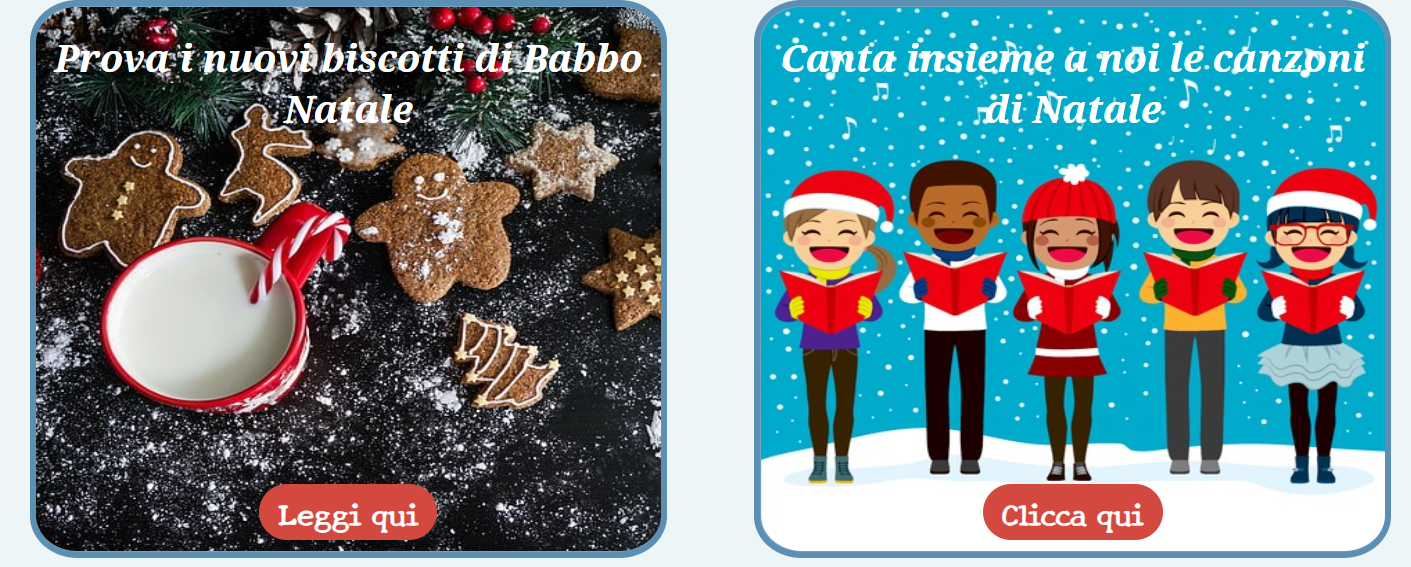 Prova i nuovi biscotti di Babbo
Natale
Leggi qui
Canta insieme a noi le canzoni
di Natale
Clicca qui